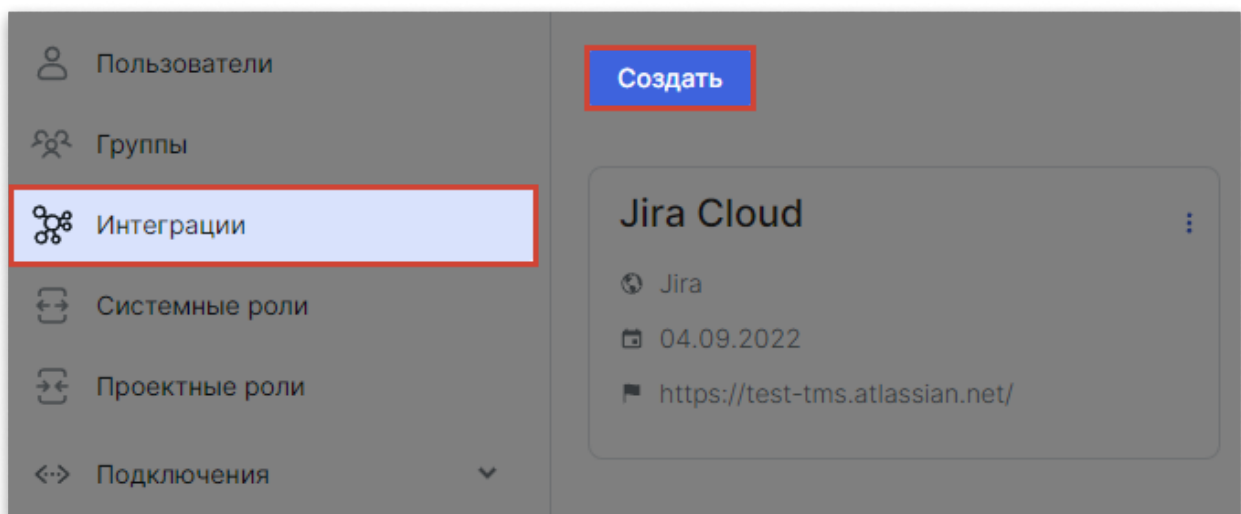 Пользователи
Группы
Интеграции
Системные роли
Проектные роли
Подключения
Создать
Jira Cloud
Jira
04.09.2022
https://test-tms.atlassian.net/